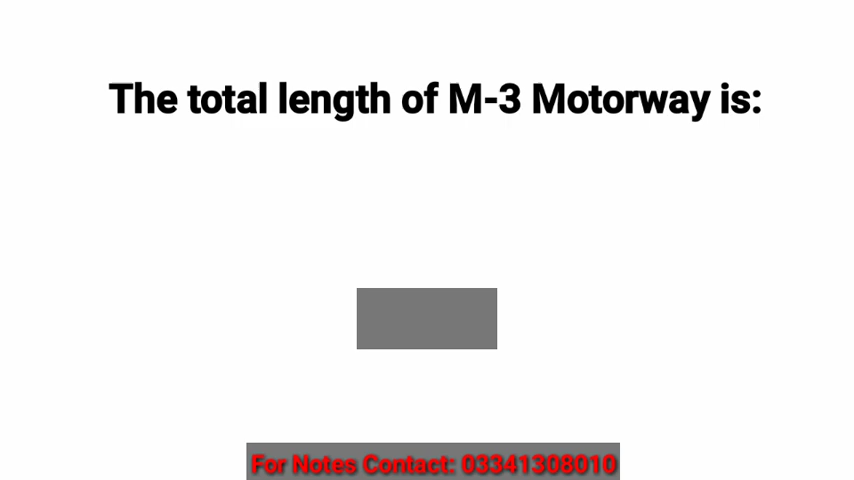 The total length of M-3 Motorway is:
For Notes Contact: 03341308010